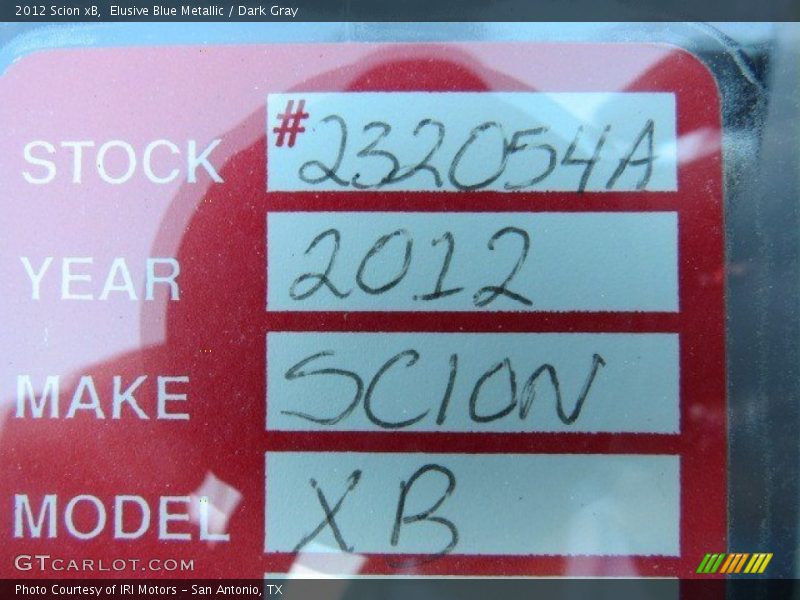 2012 Scion xB,  Elusive Blue Metallic / Dark Gray
STOCK #232054A
YEAR 2012
MAKE SCION
MODEL XB
GTCARLOT.COM
Photo Courtesy of IRI Motors - San Antonio, TX